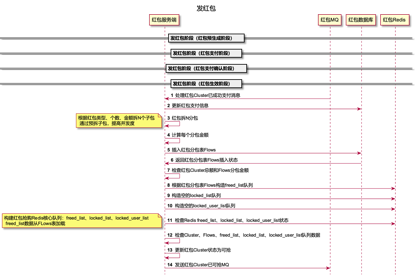 发红包
红包服务端
红包MQ
红包数据库
红包Redis
发红包阶段（红包预生成阶段）
发红包阶段（红包支付阶段）
发红包阶段（红包支付确认阶段）
发红包阶段（红包生效阶段）
1 处理红包Cluster已成功支付消息
2 更新红包支付信息
根据红包类型、个数、金额拆N个子包
通过预拆子包、提高并发度
3 红包拆N分包
4 计算每个分包金额
5 插入红包分包表Flows
6 返回红包分包表Flows插入状态
7 检查红包Cluster总额和Flows分包金额
8 根据红包分包表Flows构造freed_list队列
9 构造空的locked_list队列
10 构造空的locked_user_list队列
构建红包抢购Redis核心队列：freed_list、locked_list、locked_user_list
freed_list数据从FLows表加载
11 检查Redis freed_list、locked_list、locked_user_list状态
12 检查Cluster、Flows、freed_list、locked_list、locked_user_list队列数据
13 更新红包Cluster状态为可抢
14 发送红包Cluster已可抢MQ